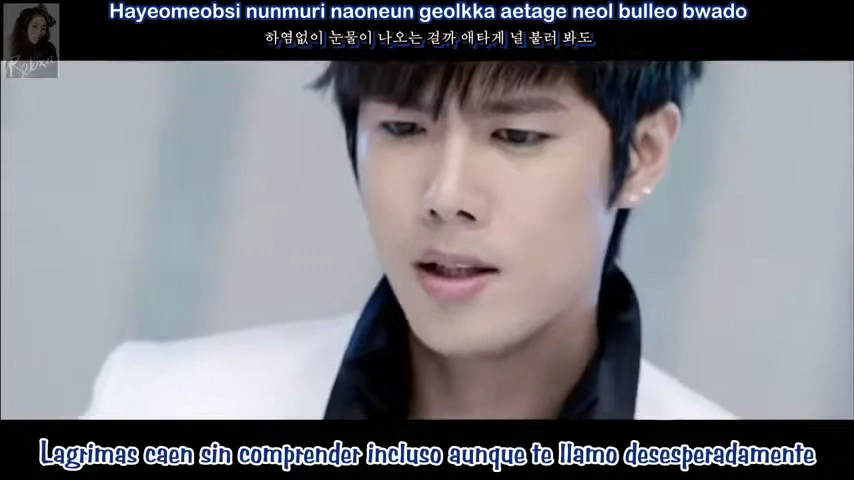 Hayeomeobsi nunmuri naoneun geolkka aetage neol bulleo bwado
하염없이 눈물이 나오는 걸까 애타게 널 불러 봐도
Lagrimas caen sin comprender incluso aunque te llamo desesperadamente